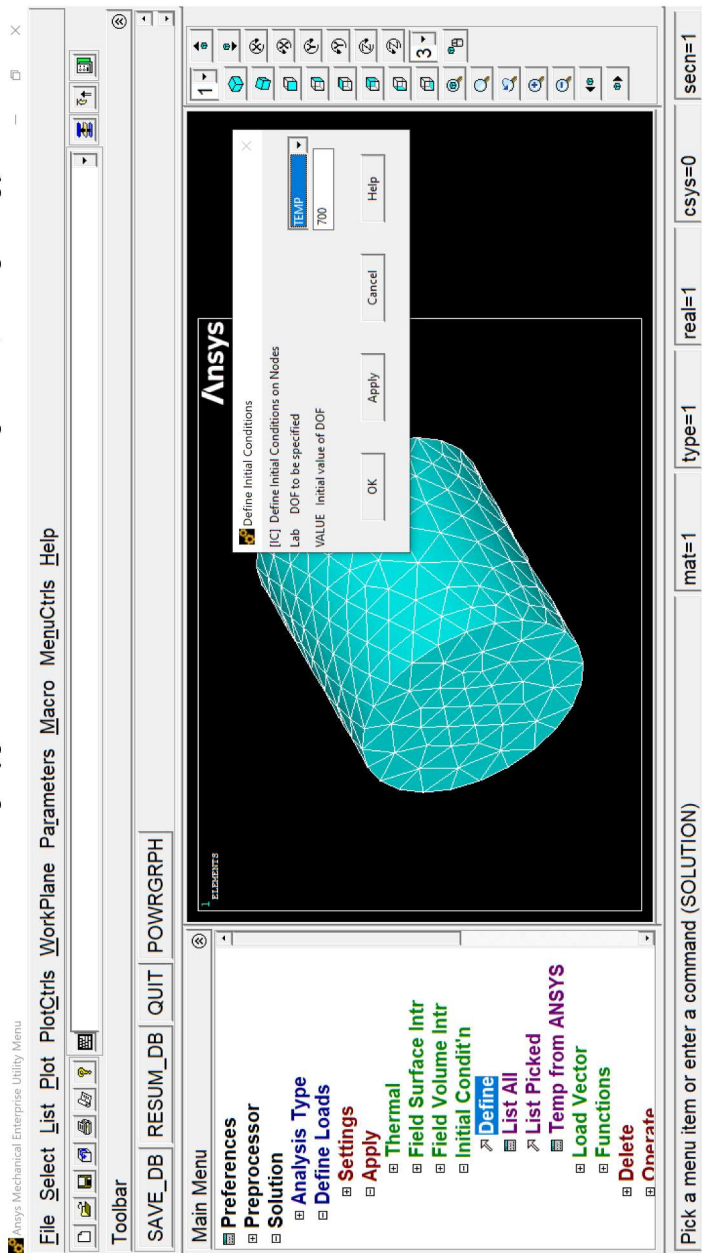 Ansys Mechanical Enterprise Utility Menu
File Select List Plot PlotCtrls WorkPlane Parameters Macro MenuCtrls Help
Toolbar
SAVE_DB RESUM_DB QUIT POWRGRPH
Main Menu
Preferences
Preprocessor
Solution
Analysis Type
Define Loads
Settings
Apply
Thermal
Field Surface Intr
Field Volume Intr
Initial Condit'n
Define
List All
List Picked
Temp from ANSYS
Load Vector
Functions
Delete
Operate
1
ELEMENTS
Ansys
Define Initial Conditions
[IC] Define Initial Conditions on Nodes
Lab DOF to be specified TEMP
VALUE Initial value of DOF 700
OK Apply Cancel Help
1
3
Pick a menu item or enter a command (SOLUTION) mat=1 type=1 real=1 csys=0 secn=1